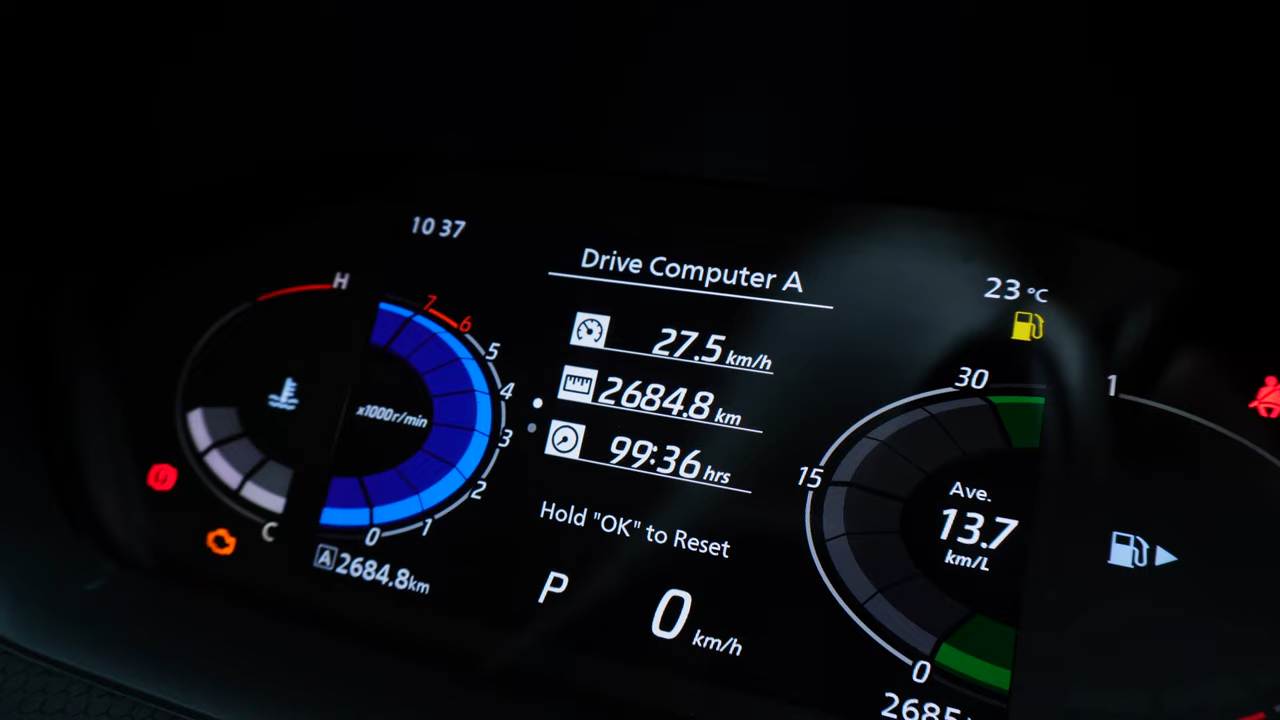 10 37
Drive Computer A
23 °C
H
7
6
5
4
3
2
1
0
x1000r/min
C
A 2684.8km
27.5 km/h
2684.8 km
99:36 hrs
Hold "OK" to Reset
P
0 km/h
30
15
0
Ave.
13.7
km/L
1